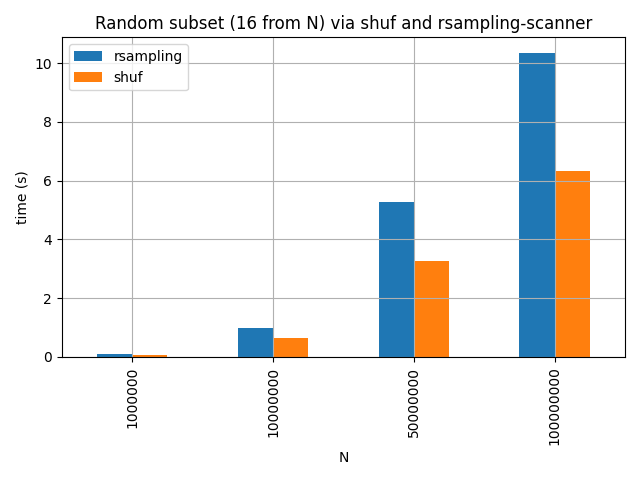 Random subset (16 from N) via shuf and rsampling-scanner
rsampling
shuf
10
8
6
4
2
0
time (s)
1000000
10000000
50000000
100000000
N